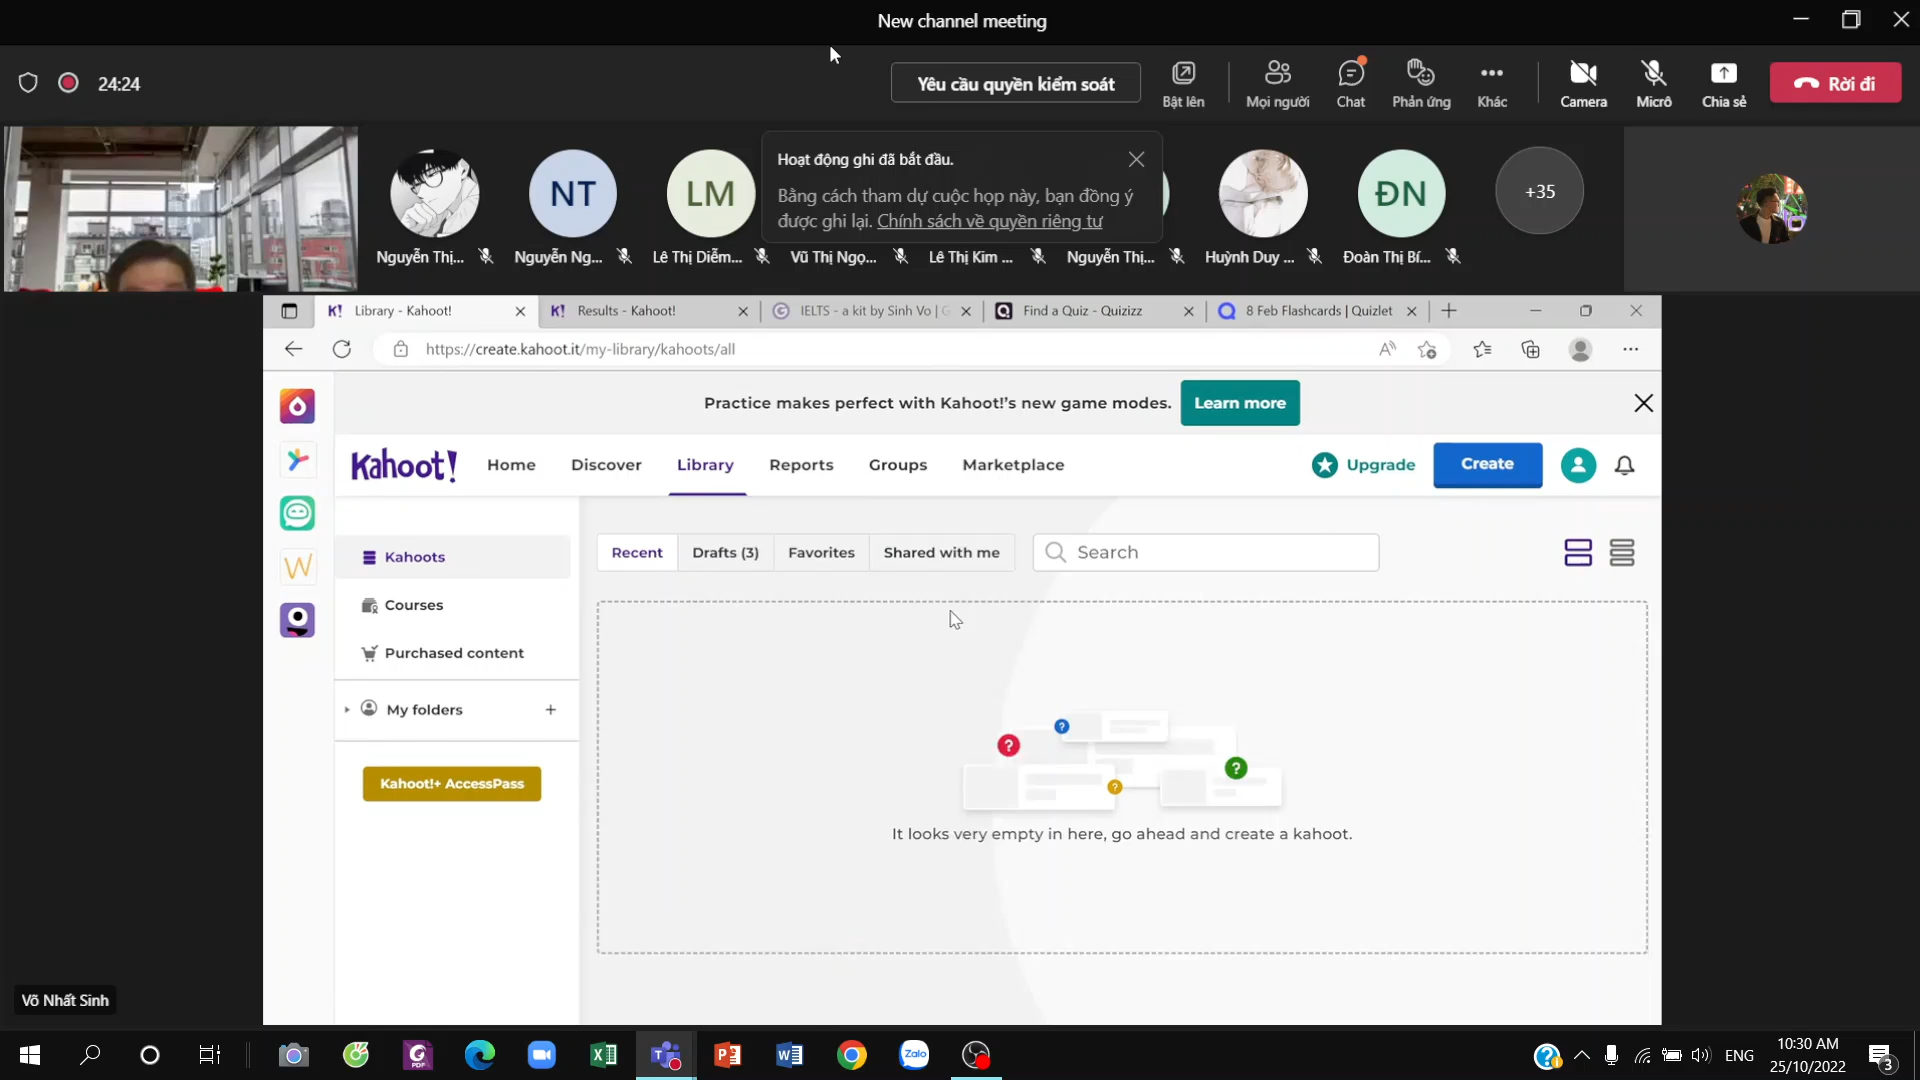 New channel meeting
24:24
Yêu cầu quyền kiểm soát
Bật lên
Mọi người
Chat
Phản ứng
Khác
Camera
Micrô
Chia sẻ
Rời đi
NT
LM
Hoạt động ghi đã bắt đầu.
Bằng cách tham dự cuộc họp này, bạn đồng ý
được ghi lại. Chính sách về quyền riêng tư
ĐN
+35
Nguyễn Thị...
Nguyễn Ng...
Lê Thị Diễm...
Vũ Thị Ngọ...
Lê Thị Kim ...
Nguyễn Thị...
Huỳnh Duy ...
Đoàn Thị Bí...
K! Library - Kahoot!
K! Results - Kahoot!
IELTS - a kit by Sinh Vo | G
Find a Quiz - Quizizz
8 Feb Flashcards | Quizlet
https://create.kahoot.it/my-library/kahoots/all
Practice makes perfect with Kahoot!'s new game modes.
Learn more
Kahoot!
Home
Discover
Library
Reports
Groups
Marketplace
Upgrade
Create
Kahoots
Courses
Purchased content
My folders
Kahoot!+ AccessPass
Recent
Drafts (3)
Favorites
Shared with me
Search
It looks very empty in here, go ahead and create a kahoot.
Võ Nhất Sinh
Zalo
ENG
10:30 AM
25/10/2022
3